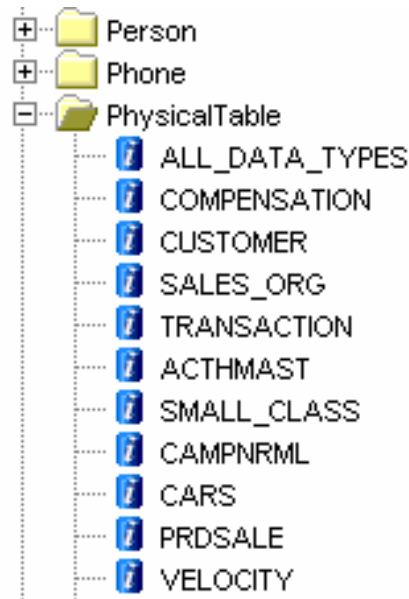 Person
Phone
PhysicalTable
ALL_DATA_TYPES
COMPENSATION
CUSTOMER
SALES_ORG
TRANSACTION
ACTHMAST
SMALL_CLASS
CAMPNRML
CARS
PRDSALE
VELOCITY